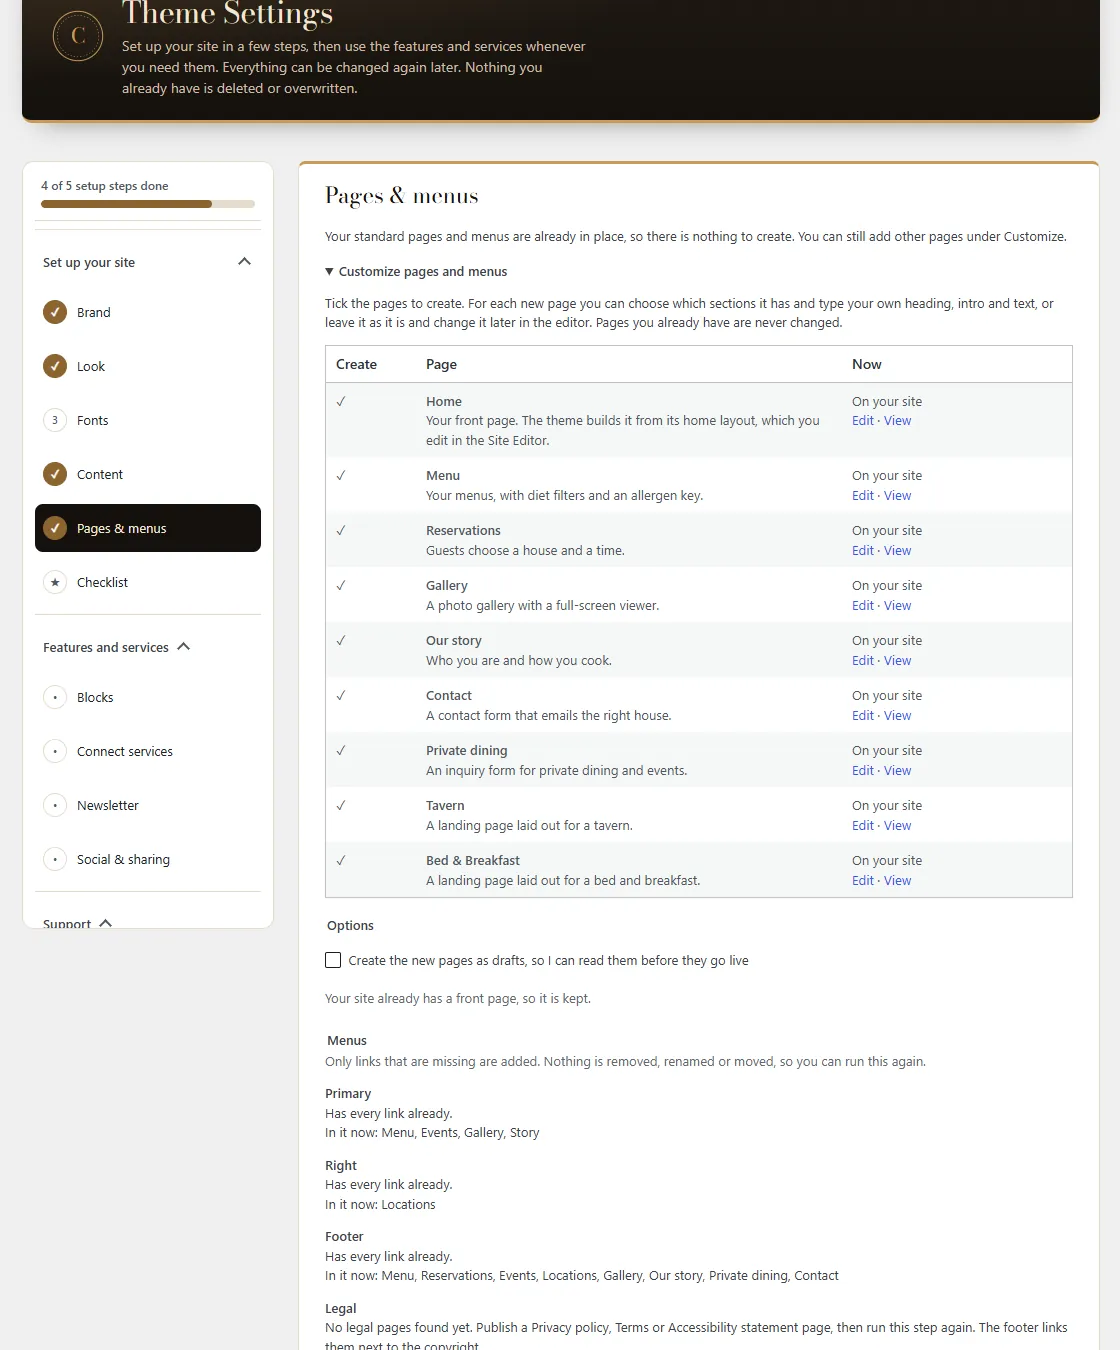 C
Theme Settings
Set up your site in a few steps, then use the features and services whenever
you need them. Everything can be changed again later. Nothing you
already have is deleted or overwritten.
4 of 5 setup steps done
Set up your site
Brand
Look
3 Fonts
Content
Pages & menus
Checklist
Features and services
Blocks
Connect services
Newsletter
Social & sharing
Support
Pages & menus
Your standard pages and menus are already in place, so there is nothing to create. You can still add other pages under Customize.
▼ Customize pages and menus
Tick the pages to create. For each new page you can choose which sections it has and type your own heading, intro and text, or
leave it as it is and change it later in the editor. Pages you already have are never changed.
Create Page Now
✓ Home On your site
Your front page. The theme builds it from its home layout, which you Edit · View
edit in the Site Editor.
✓ Menu On your site
Your menus, with diet filters and an allergen key. Edit · View
✓ Reservations On your site
Guests choose a house and a time. Edit · View
✓ Gallery On your site
A photo gallery with a full-screen viewer. Edit · View
✓ Our story On your site
Who you are and how you cook. Edit · View
✓ Contact On your site
A contact form that emails the right house. Edit · View
✓ Private dining On your site
An inquiry form for private dining and events. Edit · View
✓ Tavern On your site
A landing page laid out for a tavern. Edit · View
✓ Bed & Breakfast On your site
A landing page laid out for a bed and breakfast. Edit · View
Options
Create the new pages as drafts, so I can read them before they go live
Your site already has a front page, so it is kept.
Menus
Only links that are missing are added. Nothing is removed, renamed or moved, so you can run this again.
Primary
Has every link already.
In it now: Menu, Events, Gallery, Story
Right
Has every link already.
In it now: Locations
Footer
Has every link already.
In it now: Menu, Reservations, Events, Locations, Gallery, Our story, Private dining, Contact
Legal
No legal pages found yet. Publish a Privacy policy, Terms or Accessibility statement page, then run this step again. The footer links
them next to the copyright